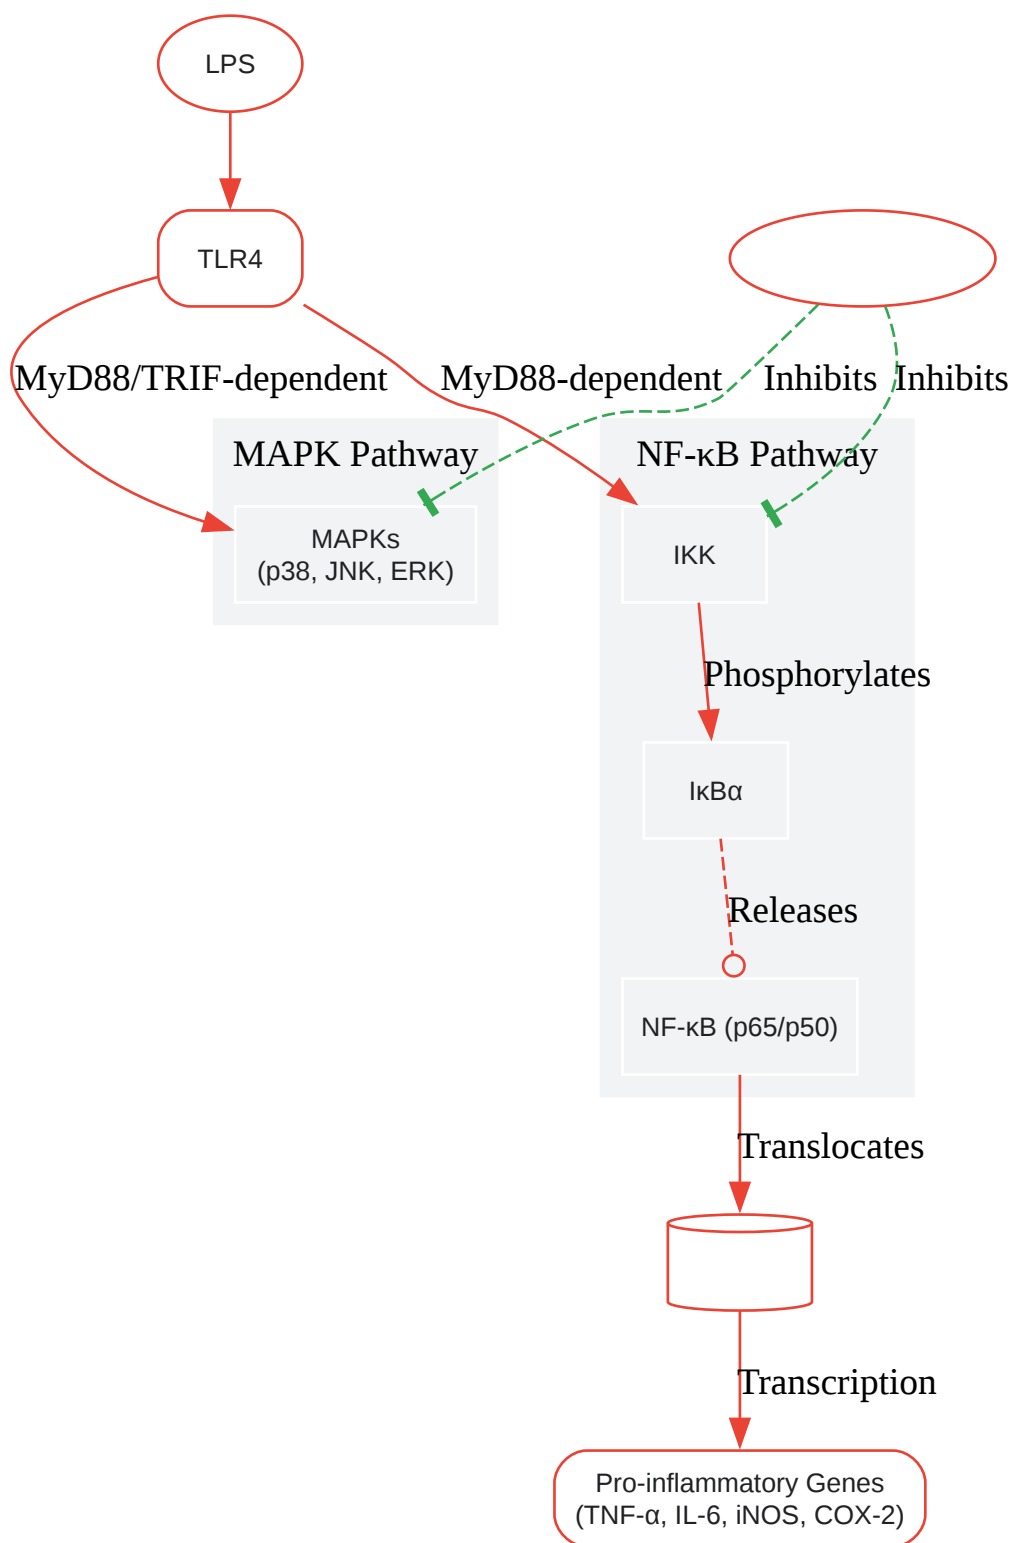 LPS
TLR4
MyD88/TRIF-dependent
MyD88-dependent
Inhibits
Inhibits
MAPK Pathway
NF-κB Pathway
MAPKs
(p38, JNK, ERK)
IKK
Phosphorylates
IκBα
Releases
NF-κB (p65/p50)
Translocates
Transcription
Pro-inflammatory Genes
(TNF-α, IL-6, iNOS, COX-2)